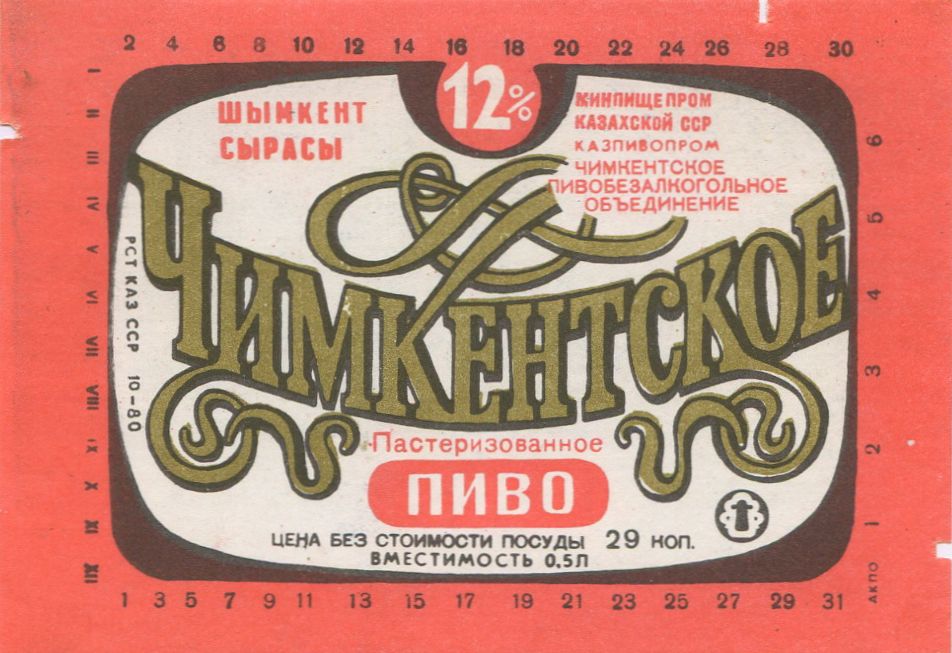 2 4 6 8 10 12 14 16 18 20 22 24 26 28 30
12%
ШЫМКЕНТ
СЫРАСЫ
МИНПИЩЕПРОМ
КАЗАХСКОЙ ССР
КАЗПИВОПРОМ
ЧИМКЕНТСКОЕ
ПИВОБЕЗАЛКОГОЛЬНОЕ
ОБЪЕДИНЕНИЕ
ЧИМКЕНТСКОЕ
РСТ КАЗ ССР 10-80
Пастеризованное
ПИВО
ЦЕНА БЕЗ СТОИМОСТИ ПОСУДЫ 29 КОП.
ВМЕСТИМОСТЬ 0,5Л
I II III IV V VI VII VIII IX X XI XII
6 5 4 3 2 1
АКПО
1 3 5 7 9 11 13 15 17 19 21 23 25 27 29 31